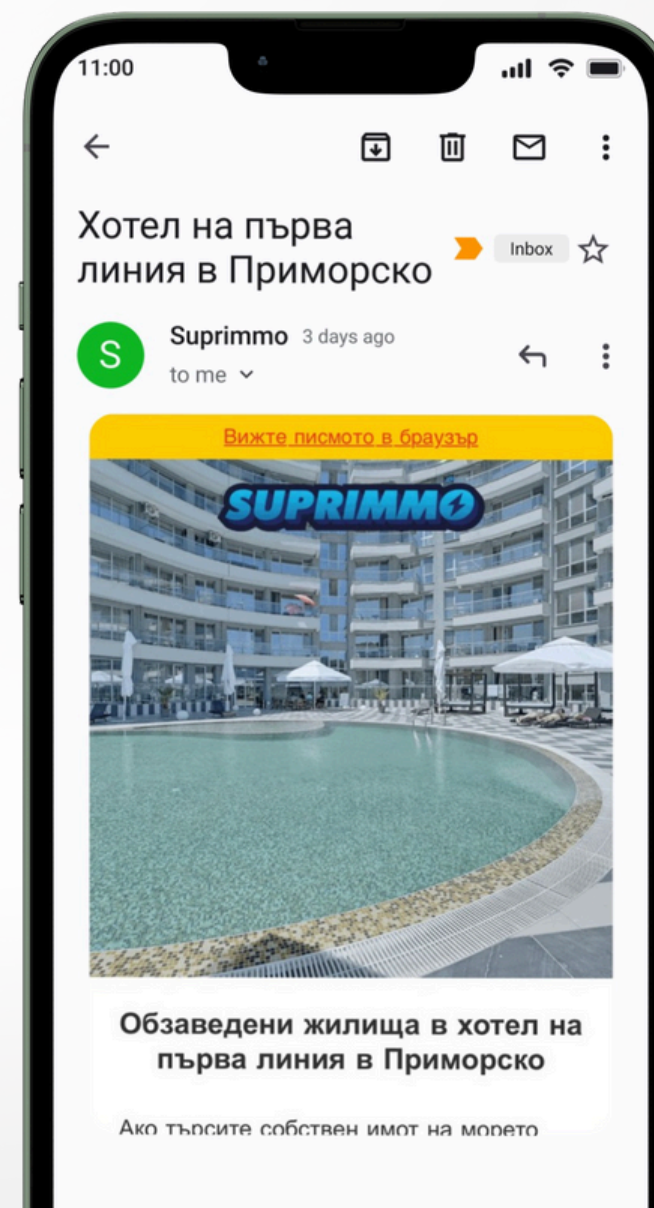 11:00
Хотел на първа
линия в Приморско
Inbox
S
Suprimmo 3 days ago
to me
Вижте писмото в браузър
SUPRIMMO
Обзаведени жилища в хотел на
първа линия в Приморско
Ако търсите собствен имот на морето